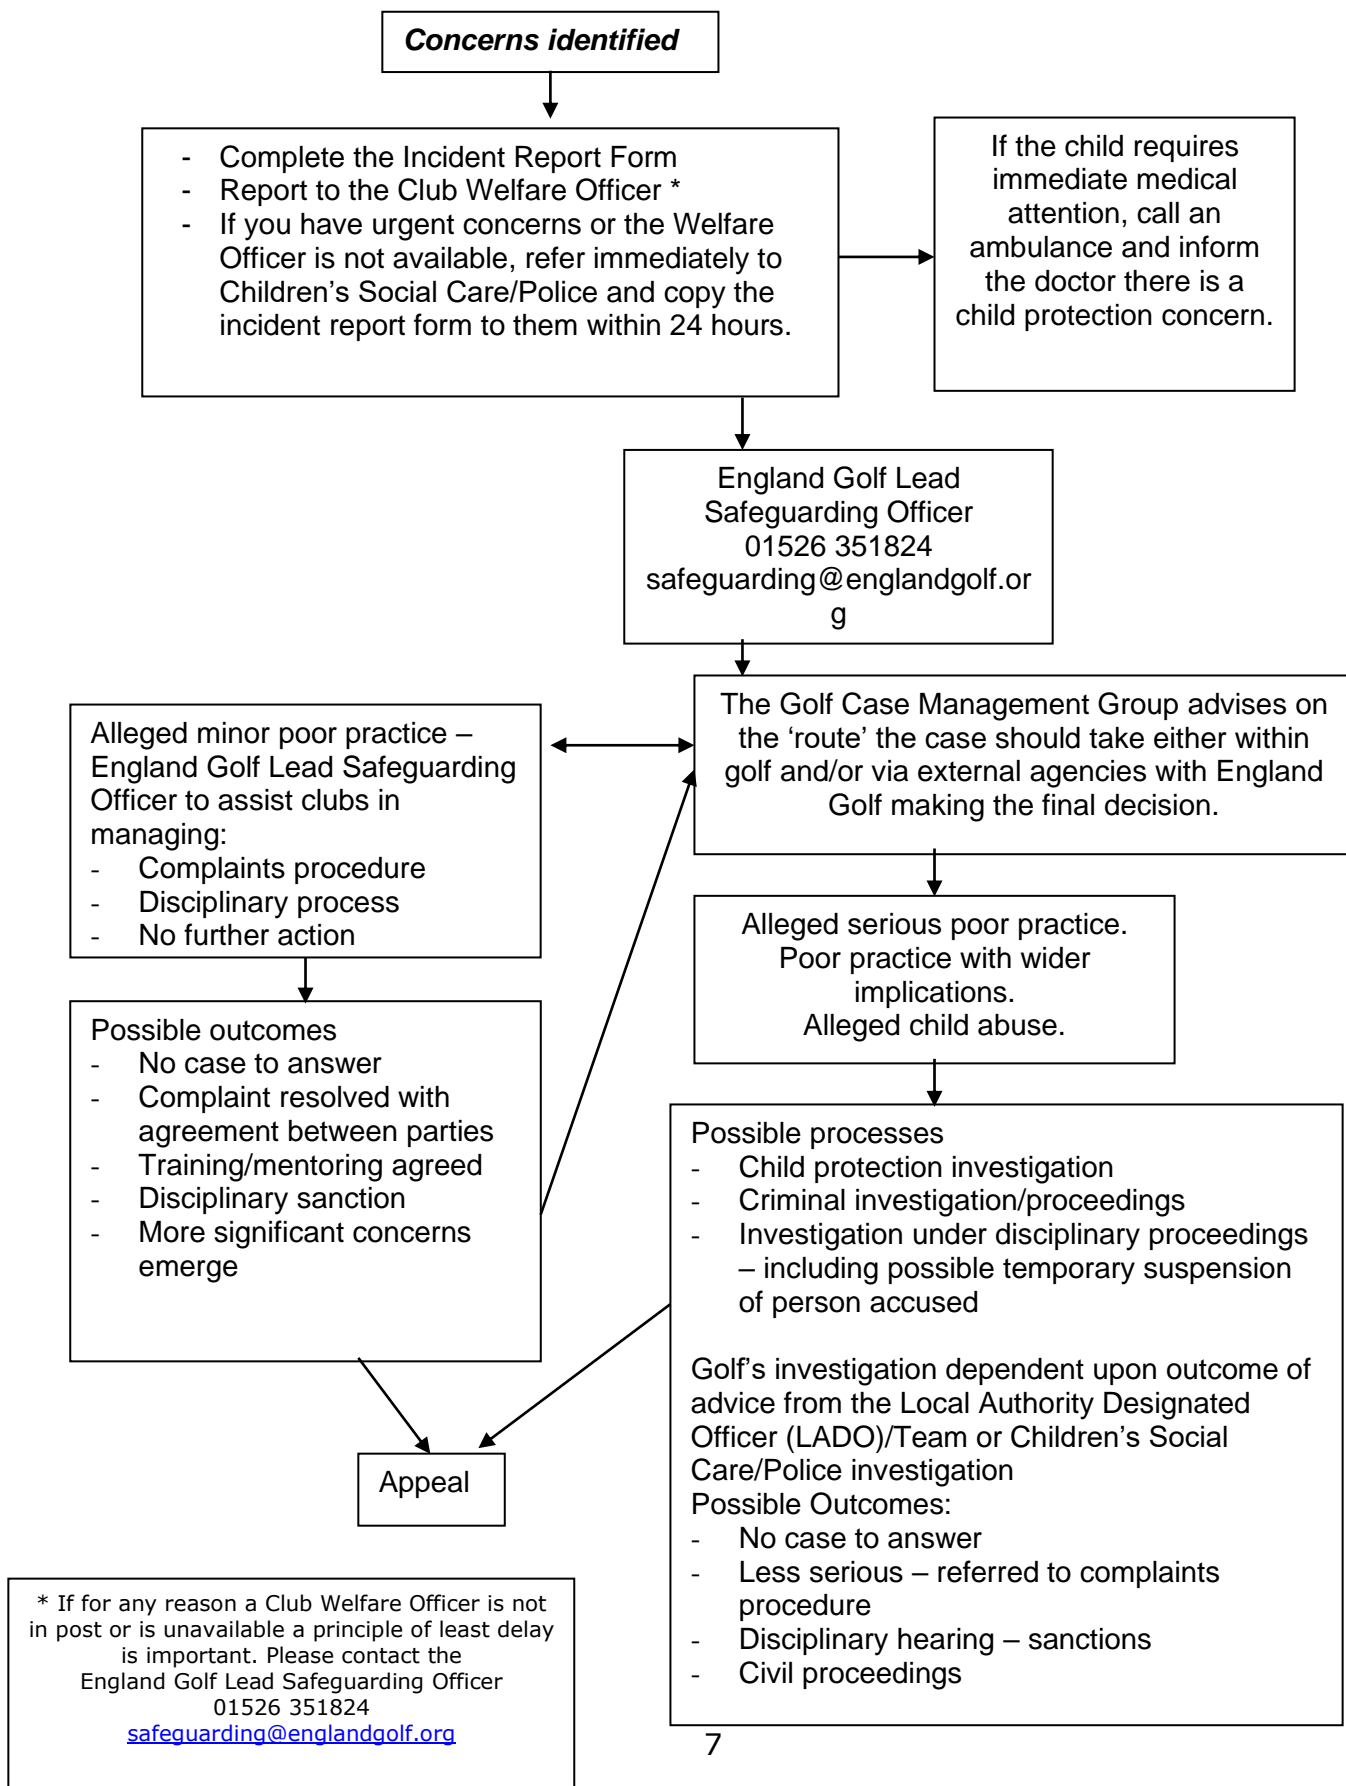 Concerns identified
- Complete the Incident Report Form
- Report to the Club Welfare Officer *
- If you have urgent concerns or the Welfare
Officer is not available, refer immediately to
Children’s Social Care/Police and copy the
incident report form to them within 24 hours.
If the child requires
immediate medical
attention, call an
ambulance and inform
the doctor there is a
child protection concern.
England Golf Lead
Safeguarding Officer
01526 351824
safeguarding@englandgolf.or
g
Alleged minor poor practice –
England Golf Lead Safeguarding
Officer to assist clubs in
managing:
- Complaints procedure
- Disciplinary process
- No further action
The Golf Case Management Group advises on
the ‘route’ the case should take either within
golf and/or via external agencies with England
Golf making the final decision.
Alleged serious poor practice.
Poor practice with wider
implications.
Alleged child abuse.
Possible outcomes
- No case to answer
- Complaint resolved with
agreement between parties
- Training/mentoring agreed
- Disciplinary sanction
- More significant concerns
emerge
Possible processes
- Child protection investigation
- Criminal investigation/proceedings
- Investigation under disciplinary proceedings
– including possible temporary suspension
of person accused
Golf’s investigation dependent upon outcome of
advice from the Local Authority Designated
Officer (LADO)/Team or Children’s Social
Care/Police investigation
Possible Outcomes:
- No case to answer
- Less serious – referred to complaints
procedure
- Disciplinary hearing – sanctions
- Civil proceedings
Appeal
* If for any reason a Club Welfare Officer is not
in post or is unavailable a principle of least delay
is important. Please contact the
England Golf Lead Safeguarding Officer
01526 351824
safeguarding@englandgolf.org
7